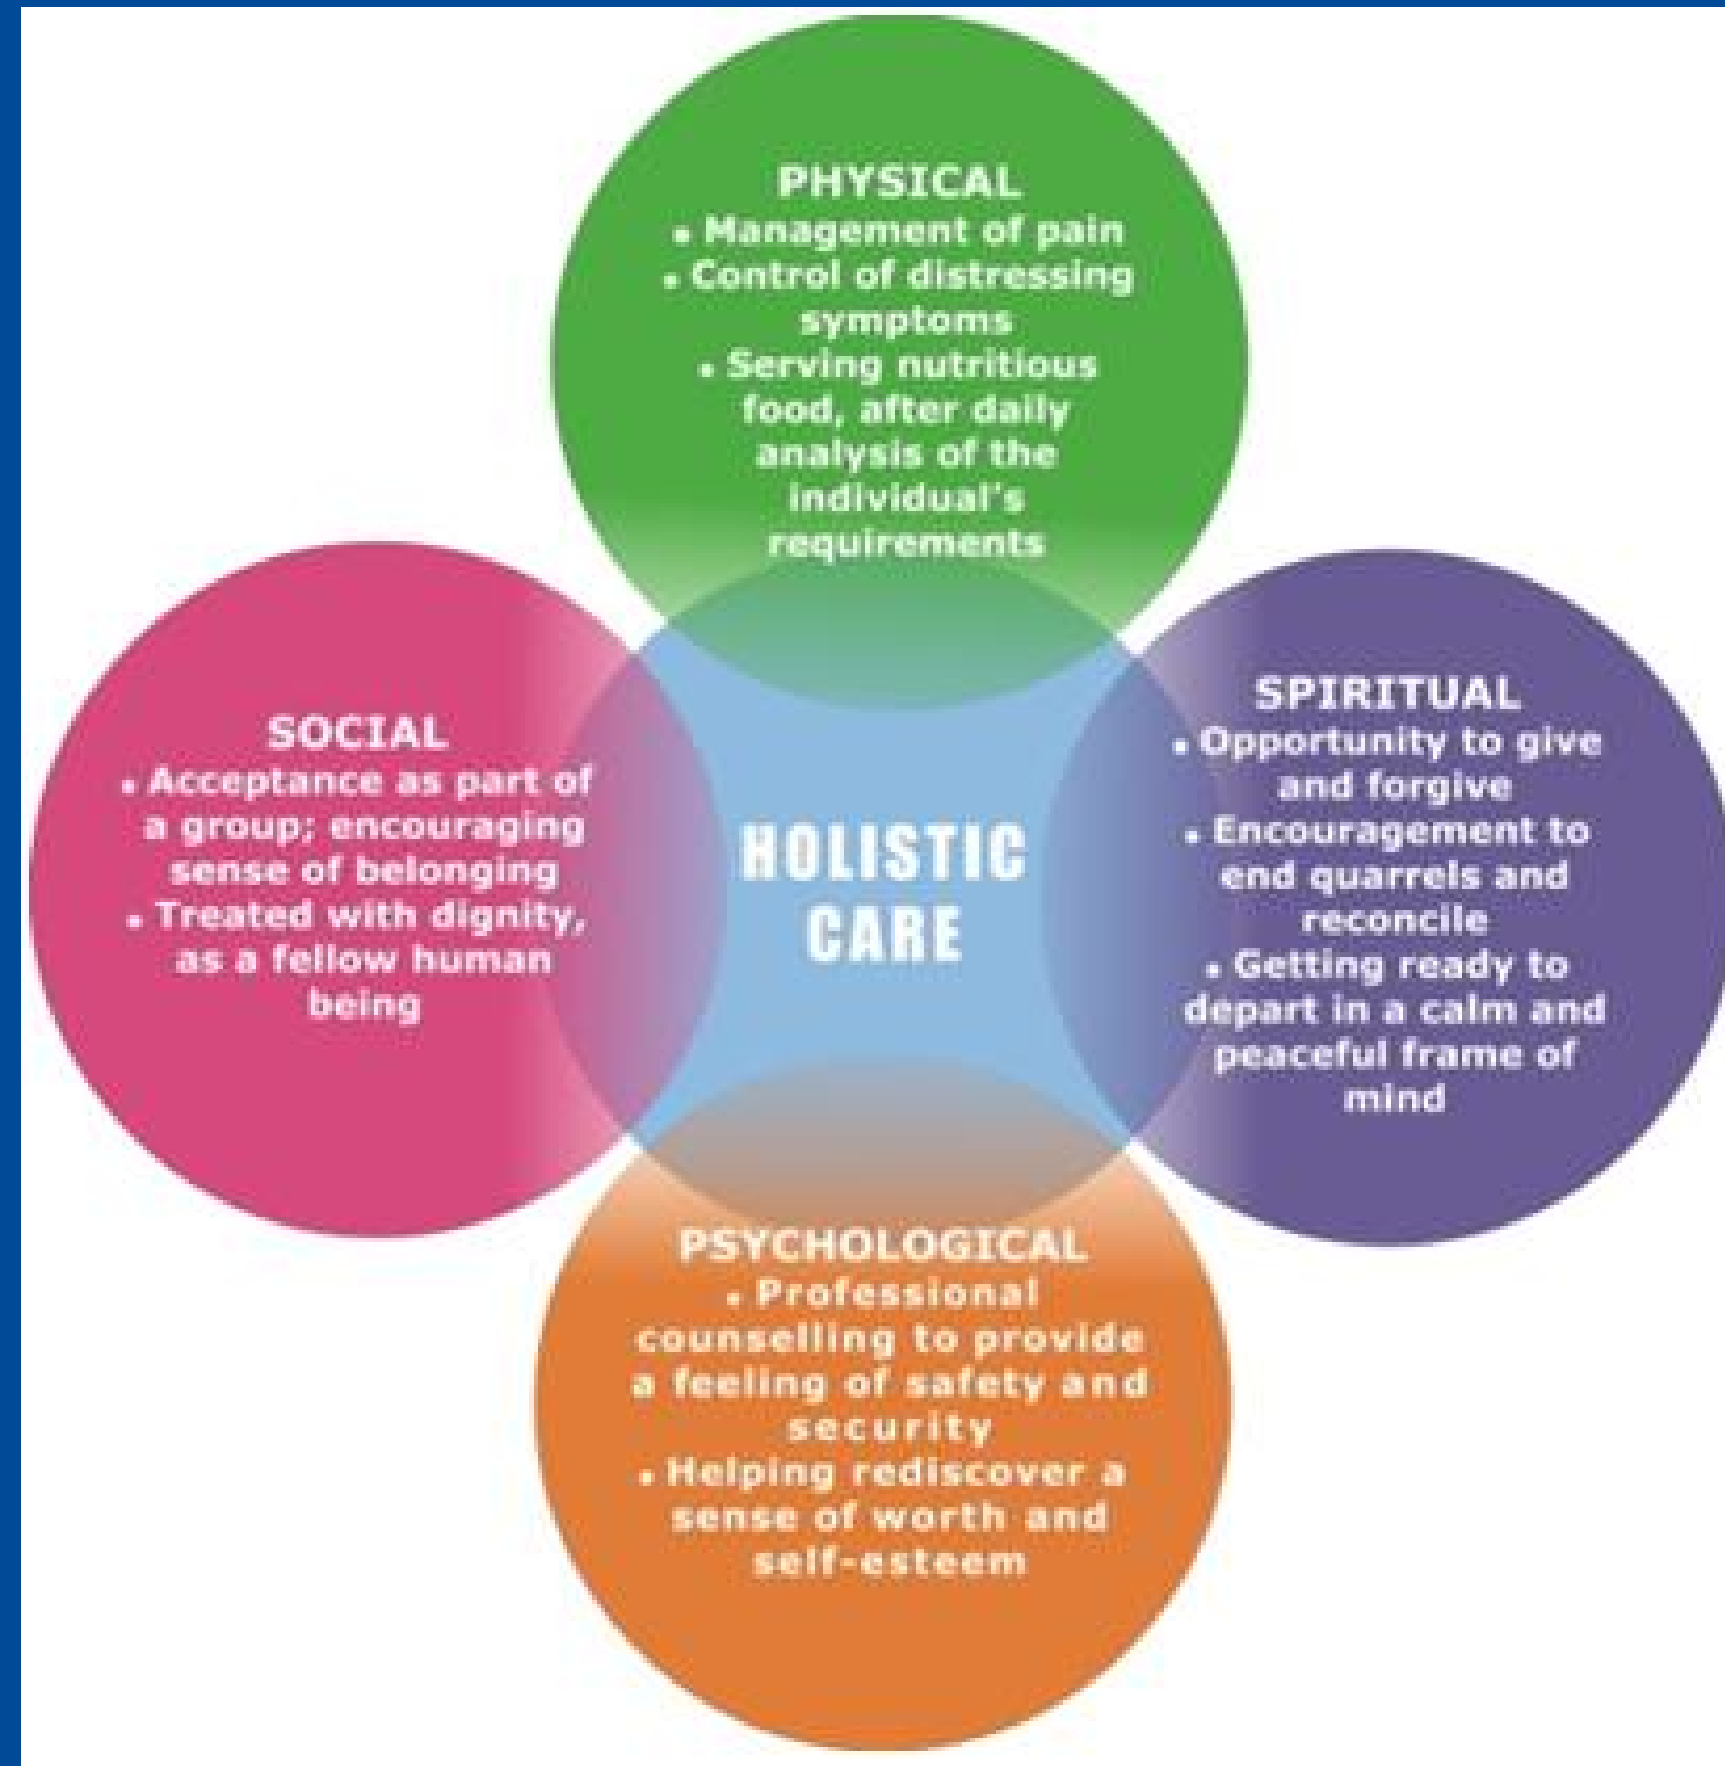 PHYSICAL
• Management of pain
• Control of distressing
symptoms
• Serving nutritious
food, after daily
analysis of the
individual's
requirements
SOCIAL
• Acceptance as part of
a group; encouraging
sense of belonging
• Treated with dignity,
as a fellow human
being
HOLISTIC
CARE
SPIRITUAL
• Opportunity to give
and forgive
• Encouragement to
end quarrels and
reconcile
• Getting ready to
depart in a calm and
peaceful frame of
mind
PSYCHOLOGICAL
• Professional
counselling to provide
a feeling of safety and
security
• Helping rediscover a
sense of worth and
self-esteem